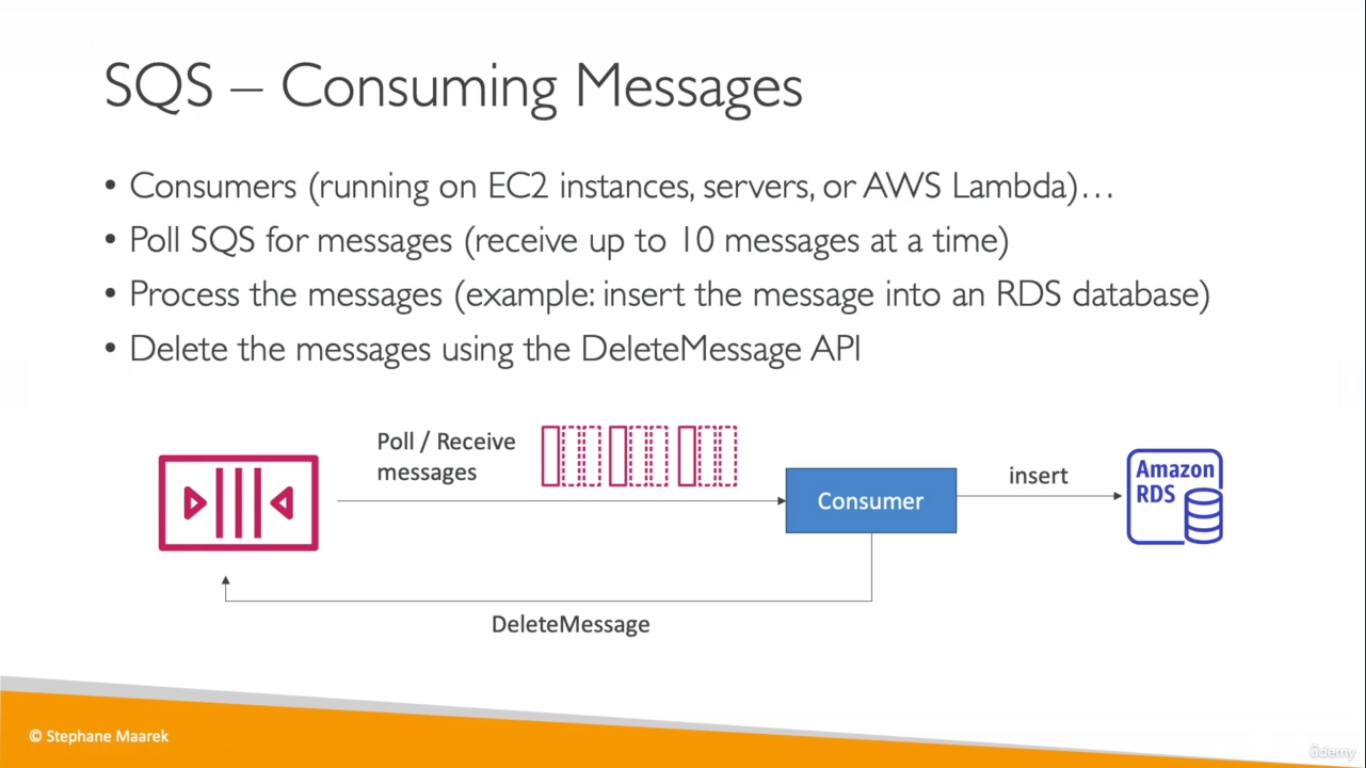 SQS – Consuming Messages
• Consumers (running on EC2 instances, servers, or AWS Lambda)…
• Poll SQS for messages (receive up to 10 messages at a time)
• Process the messages (example: insert the message into an RDS database)
• Delete the messages using the DeleteMessage API
Poll / Receive
messages
Consumer
insert
Amazon
RDS
DeleteMessage
© Stephane Maarek
ûdemy